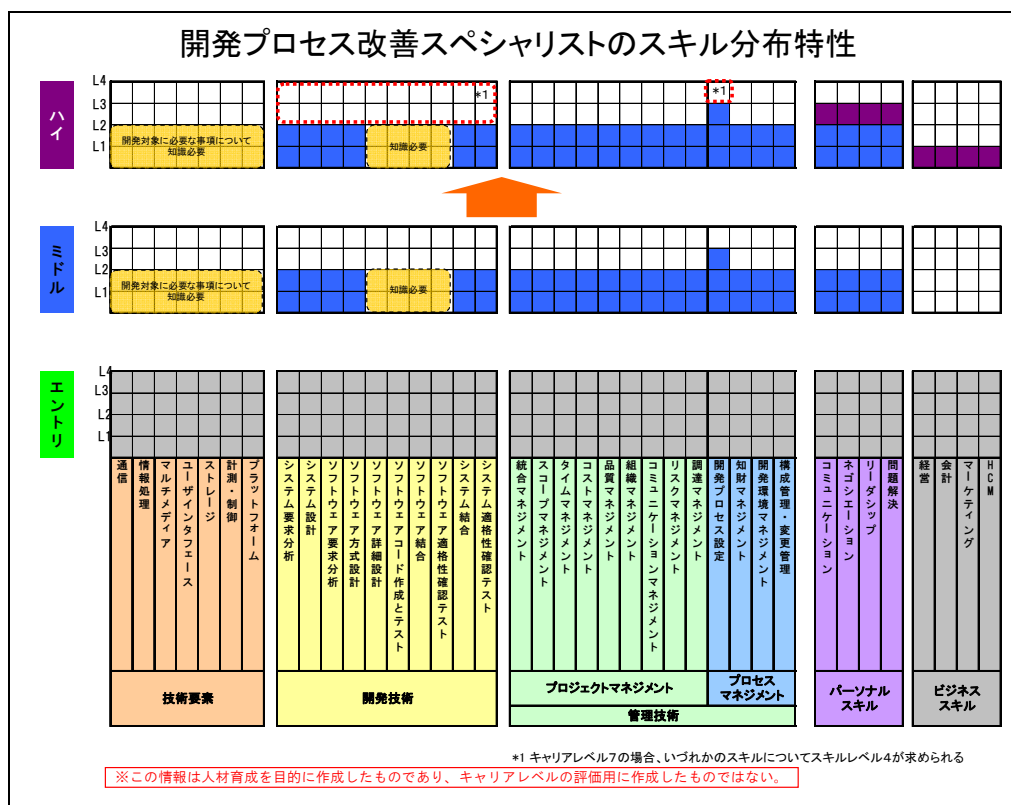 開発プロセス改善スペシャリストのスキル分布特性
ハイ
L4
L3
L2
L1
開発対象に必要な事項について
知識必要
*1
知識必要
*1
ミドル
L4
L3
L2
L1
開発対象に必要な事項について
知識必要
知識必要
エントリ
L4
L3
L2
L1
通信
情報処理
マルチメディア
ユーザインタフェース
ストレージ
計測・制御
プラットフォーム
システム要求分析
システム設計
ソフトウェア要求分析
ソフトウェア方式設計
ソフトウェア詳細設計
ソフトウェアコード作成とテスト
ソフトウェア結合
ソフトウェア適格性確認テスト
システム結合
システム適格性確認テスト
統合マネジメント
スコープマネジメント
タイムマネジメント
コストマネジメント
品質マネジメント
組織マネジメント
コミュニケーションマネジメント
リスクマネジメント
調達マネジメント
開発プロセス設定
知財マネジメント
開発環境マネジメント
構成管理・変更管理
コミュニケーション
ネゴシエーション
リーダシップ
問題解決
経営
会計
マーケティング
HCM
技術要素
開発技術
プロジェクトマネジメント
プロセス
マネジメント
管理技術
パーソナル
スキル
ビジネス
スキル
*1 キャリアレベル7の場合、いづれかのスキルについてスキルレベル4が求められる
※この情報は人材育成を目的に作成したものであり、キャリアレベルの評価用に作成したものではない。